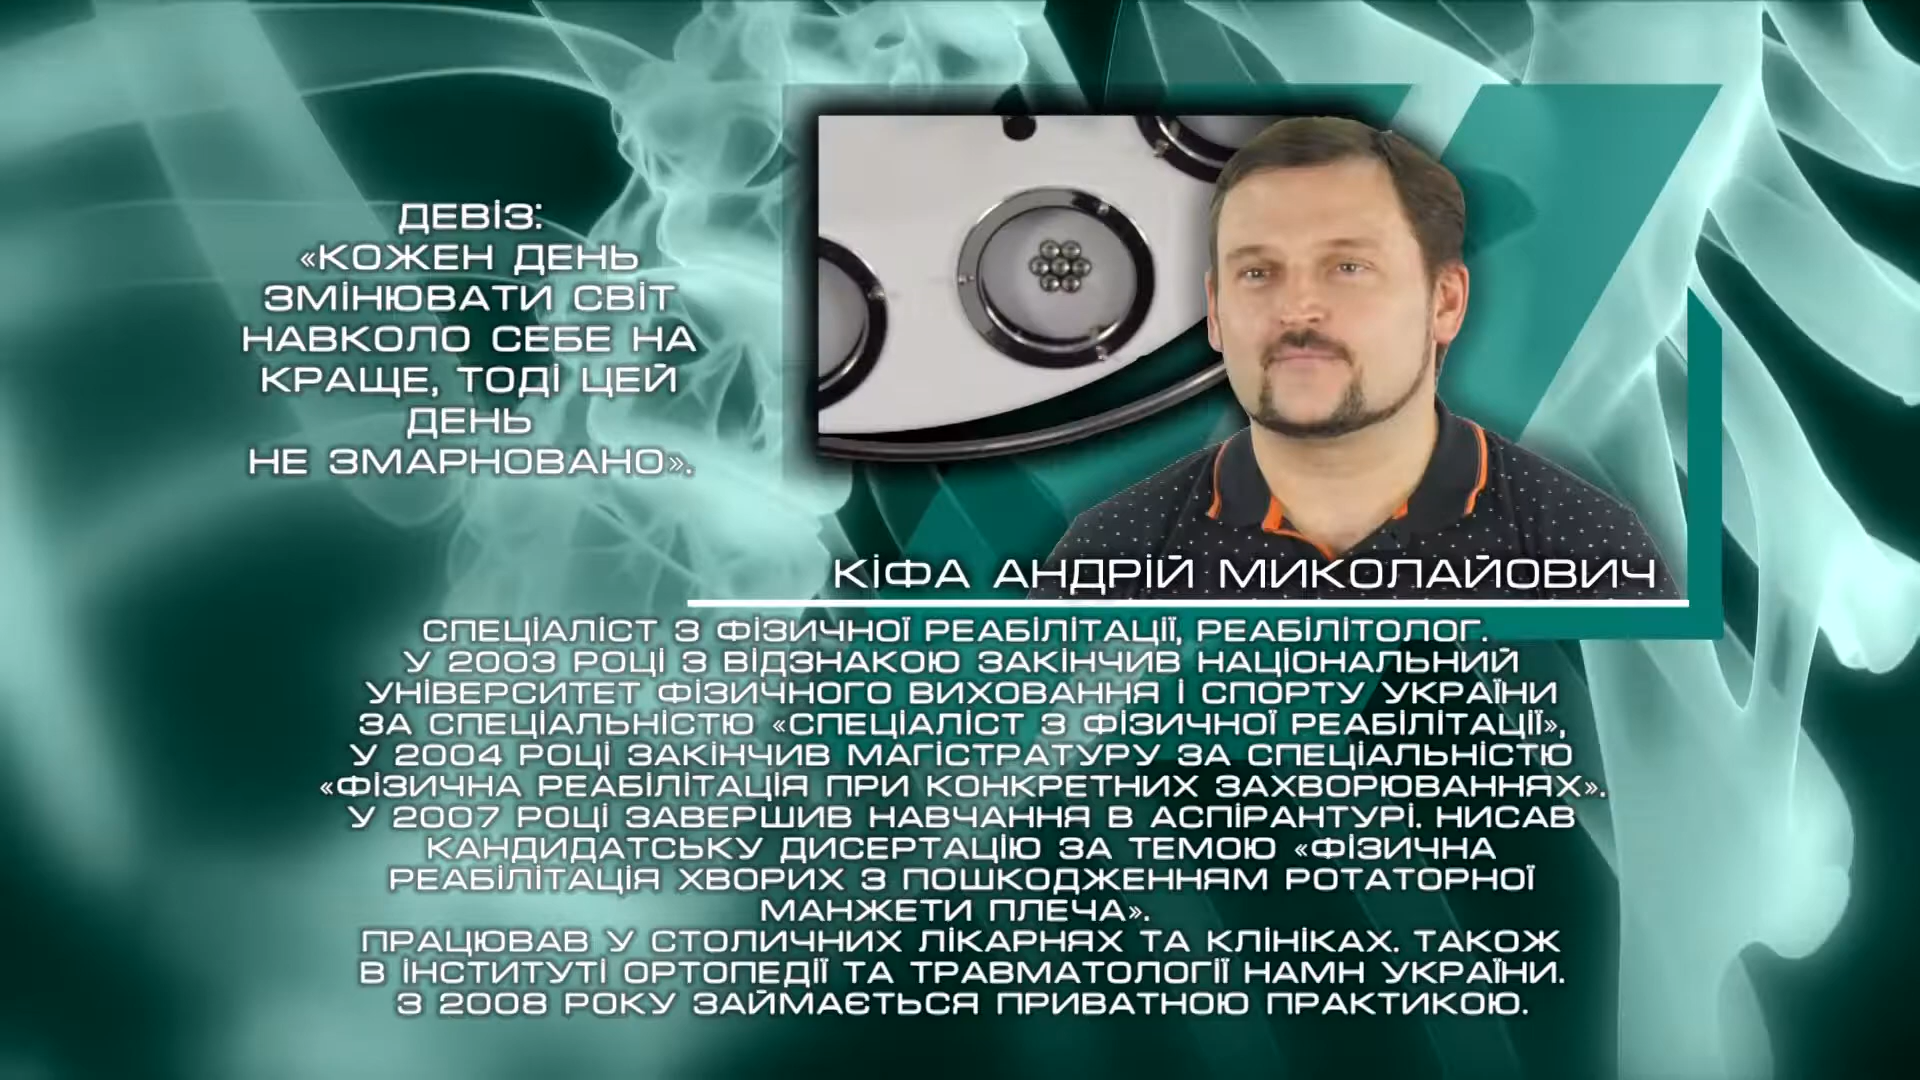 ДЕВІЗ:
«КОЖЕН ДЕНЬ
ЗМІНЮВАТИ СВІТ
НАВКОЛО СЕБЕ НА
КРАЩЕ, ТОДІ ЦЕЙ
ДЕНЬ
НЕ ЗМАРНОВАНО».
КІФА АНДРІЙ МИКОЛАЙОВИЧ
СПЕЦІАЛІСТ З ФІЗИЧНОЇ РЕАБІЛІТАЦІЇ, РЕАБІЛІТОЛОГ.
У 2003 РОЦІ З ВІДЗНАКОЮ ЗАКІНЧИВ НАЦІОНАЛЬНИЙ
УНІВЕРСИТЕТ ФІЗИЧНОГО ВИХОВАННЯ І СПОРТУ УКРАЇНИ
ЗА СПЕЦІАЛЬНІСТЮ «СПЕЦІАЛІСТ З ФІЗИЧНОЇ РЕАБІЛІТАЦІЇ»,
У 2004 РОЦІ ЗАКІНЧИВ МАГІСТРАТУРУ ЗА СПЕЦІАЛЬНІСТЮ
«ФІЗИЧНА РЕАБІЛІТАЦІЯ ПРИ КОНКРЕТНИХ ЗАХВОРЮВАННЯХ».
У 2007 РОЦІ ЗАВЕРШИВ НАВЧАННЯ В АСПІРАНТУРІ. НИСАВ
КАНДИДАТСЬКУ ДИСЕРТАЦІЮ ЗА ТЕМОЮ «ФІЗИЧНА
РЕАБІЛІТАЦІЯ ХВОРИХ З ПОШКОДЖЕННЯМ РОТАТОРНОЇ
МАНЖЕТИ ПЛЕЧА».
ПРАЦЮВАВ У СТОЛИЧНИХ ЛІКАРНЯХ ТА КЛІНІКАХ. ТАКОЖ
В ІНСТИТУТІ ОРТОПЕДІЇ ТА ТРАВМАТОЛОГІЇ НАМН УКРАЇНИ.
З 2008 РОКУ ЗАЙМАЄТЬСЯ ПРИВАТНОЮ ПРАКТИКОЮ.